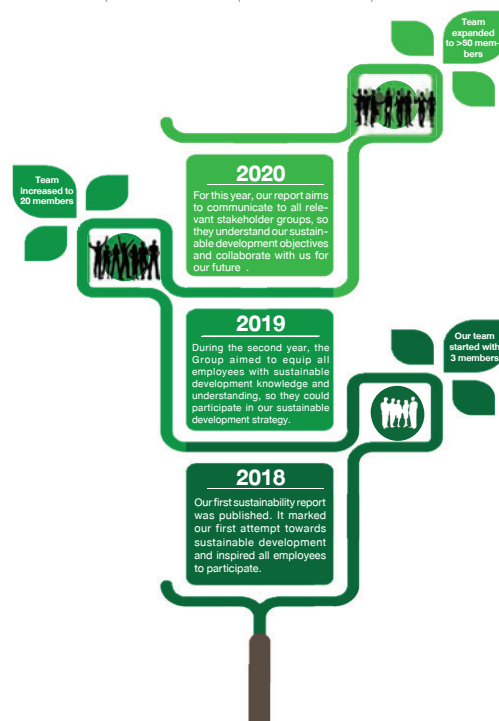 Team
expanded
to >50 mem-
bers
2020
For this year, our report aims
to communicate to all rele-
vant stakeholder groups, so
they understand our sustain-
able development objectives
and collaborate with us for
our future .
Team
increased to
20 members
2019
During the second year, the
Group aimed to equip all
employees with sustainable
development knowledge and
understanding, so they could
participate in our sustainable
development strategy.
Our team
started with
3 members
2018
Our first sustainability report
was published. It marked
our first attempt towards
sustainable development
and inspired all employees
to participate.